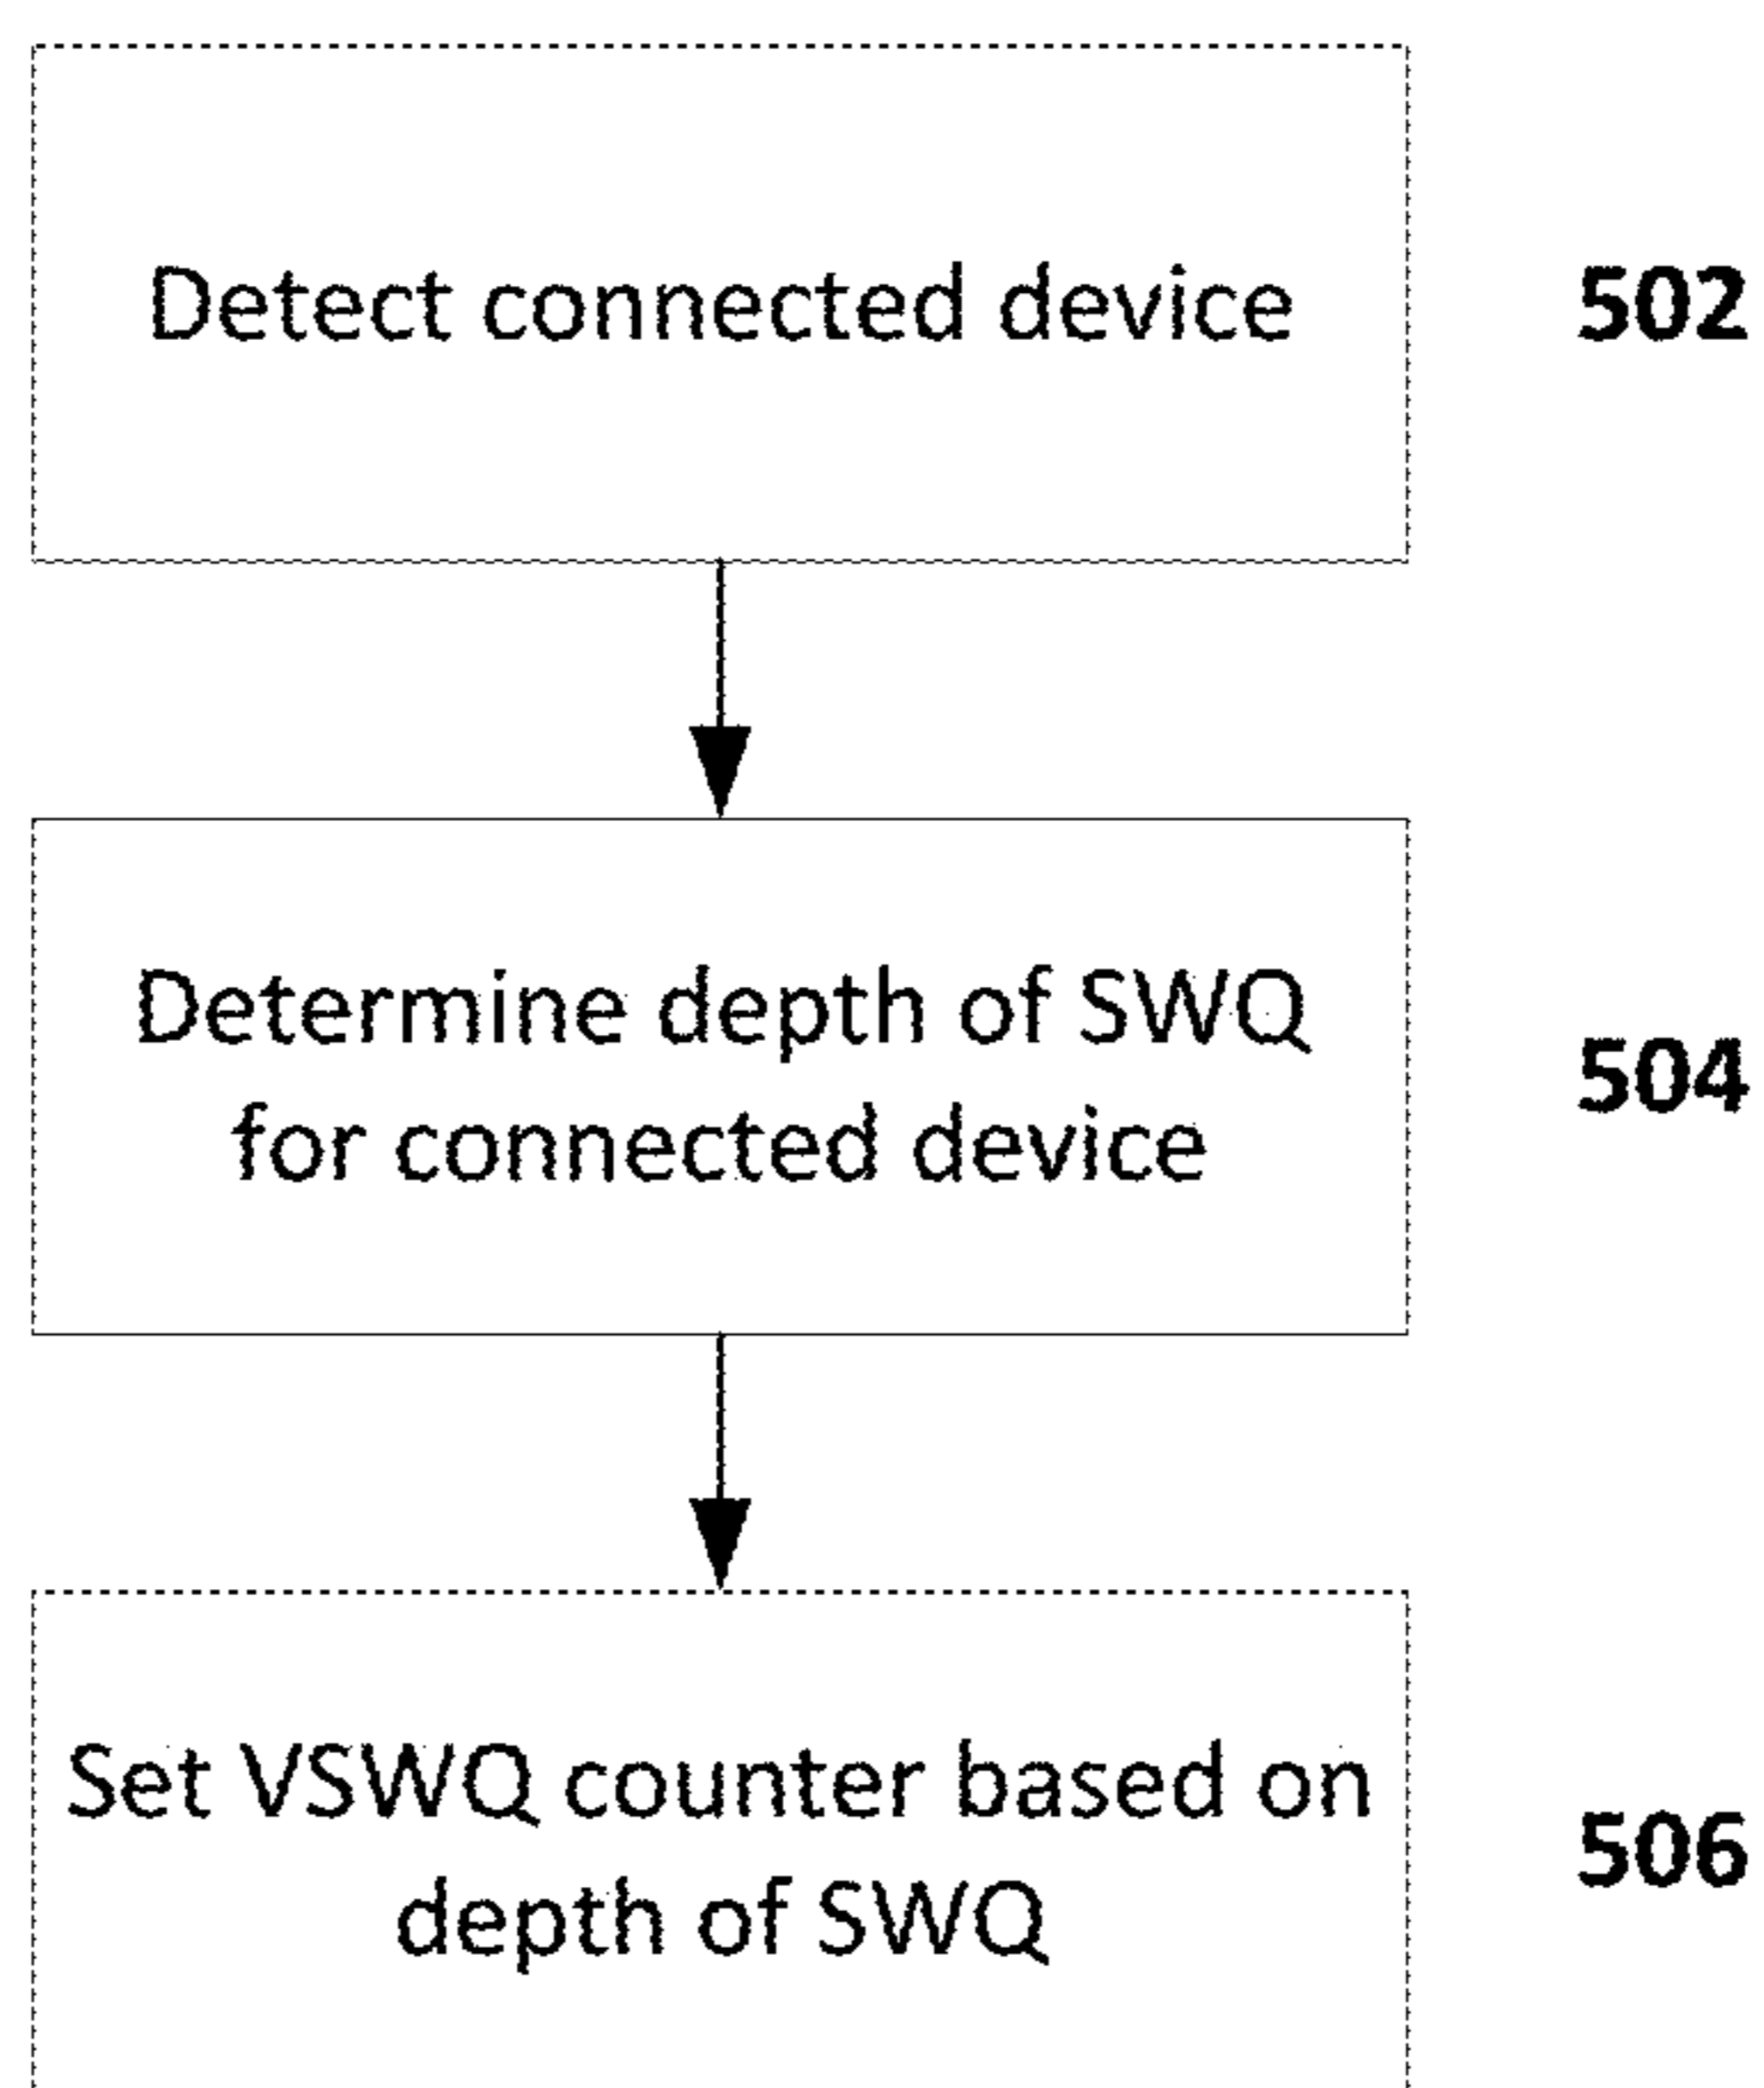 Detect connected device
502
Determine depth of SWQ
for connected device
504
Set VSWQ counter based on
depth of SWQ
506